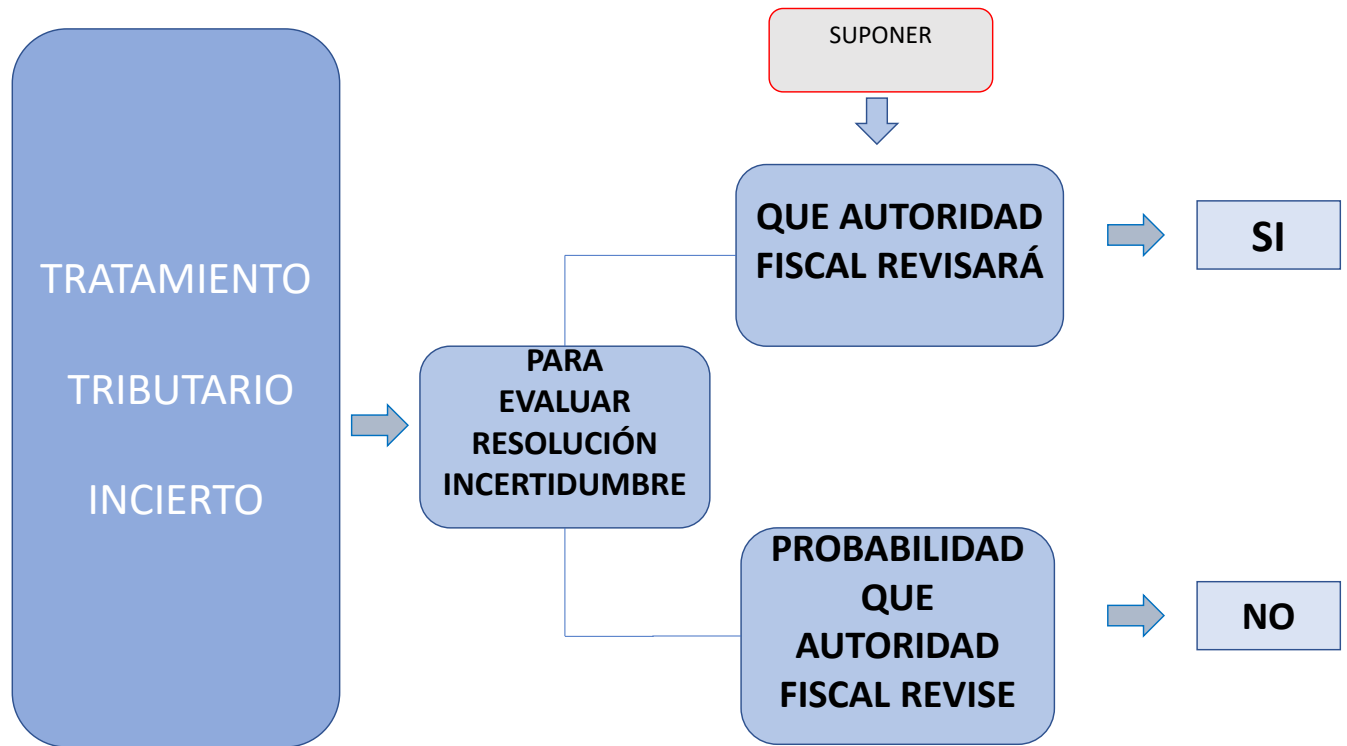 TRATAMIENTO
TRIBUTARIO
INCIERTO
PARA
EVALUAR
RESOLUCIÓN
INCERTIDUMBRE
SUPONER
QUE AUTORIDAD
FISCAL REVISARÁ
SI
PROBABILIDAD
QUE
AUTORIDAD
FISCAL REVISE
NO